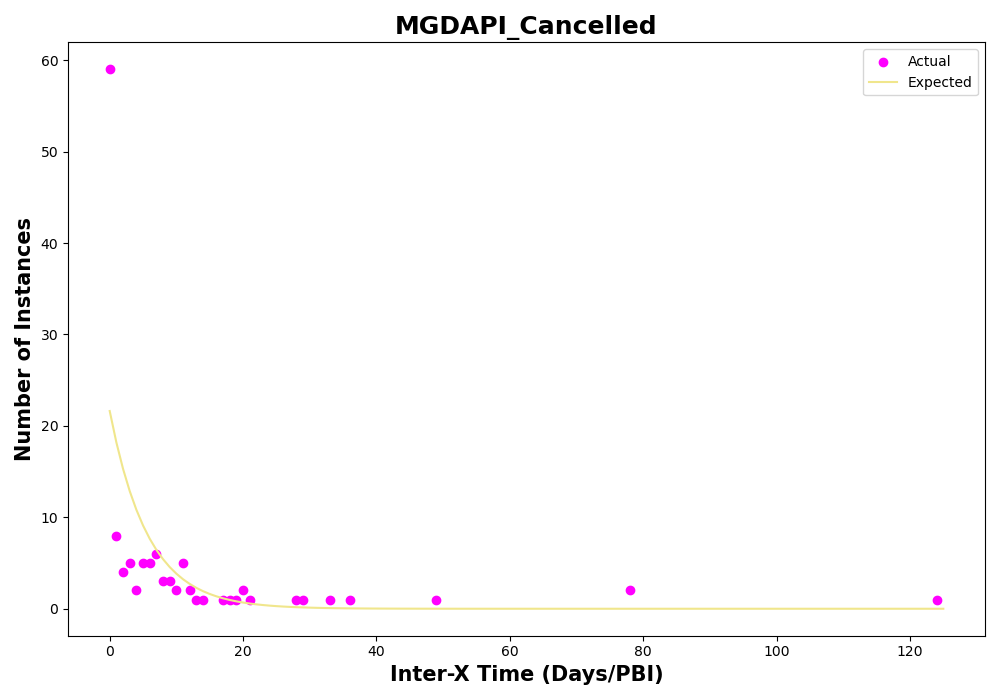 MGDAPI_Cancelled
Actual
Expected
Number of Instances
60
50
40
30
20
10
0
0 20 40 60 80 100 120
Inter-X Time (Days/PBI)